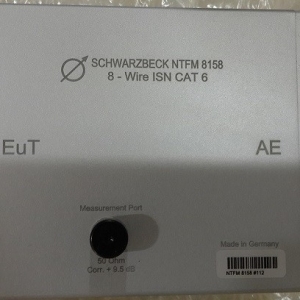 SCHWARZBECK NTFM 8158
8 - Wire ISN CAT 6
EuT
AE
Measurement Port
50 Ohm
Corr. + 9.5 dB
Made in Germany
NTFM 8158 #112